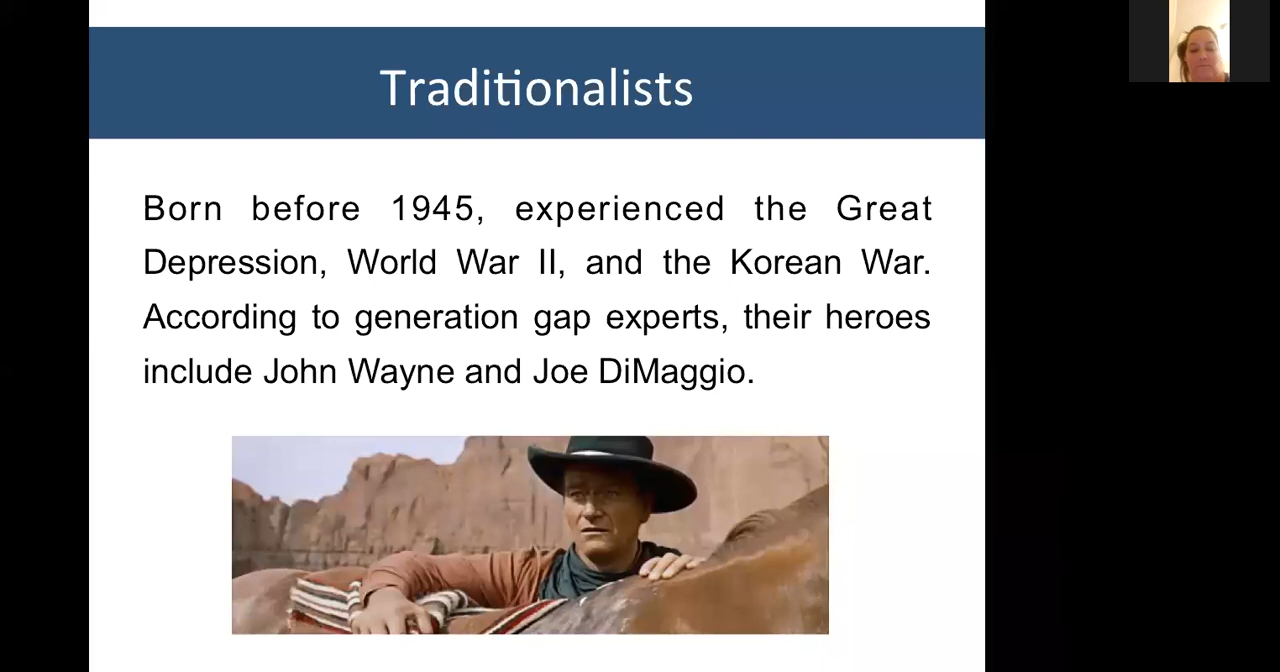 Traditionalists
Born before 1945, experienced the Great
Depression, World War II, and the Korean War.
According to generation gap experts, their heroes
include John Wayne and Joe DiMaggio.